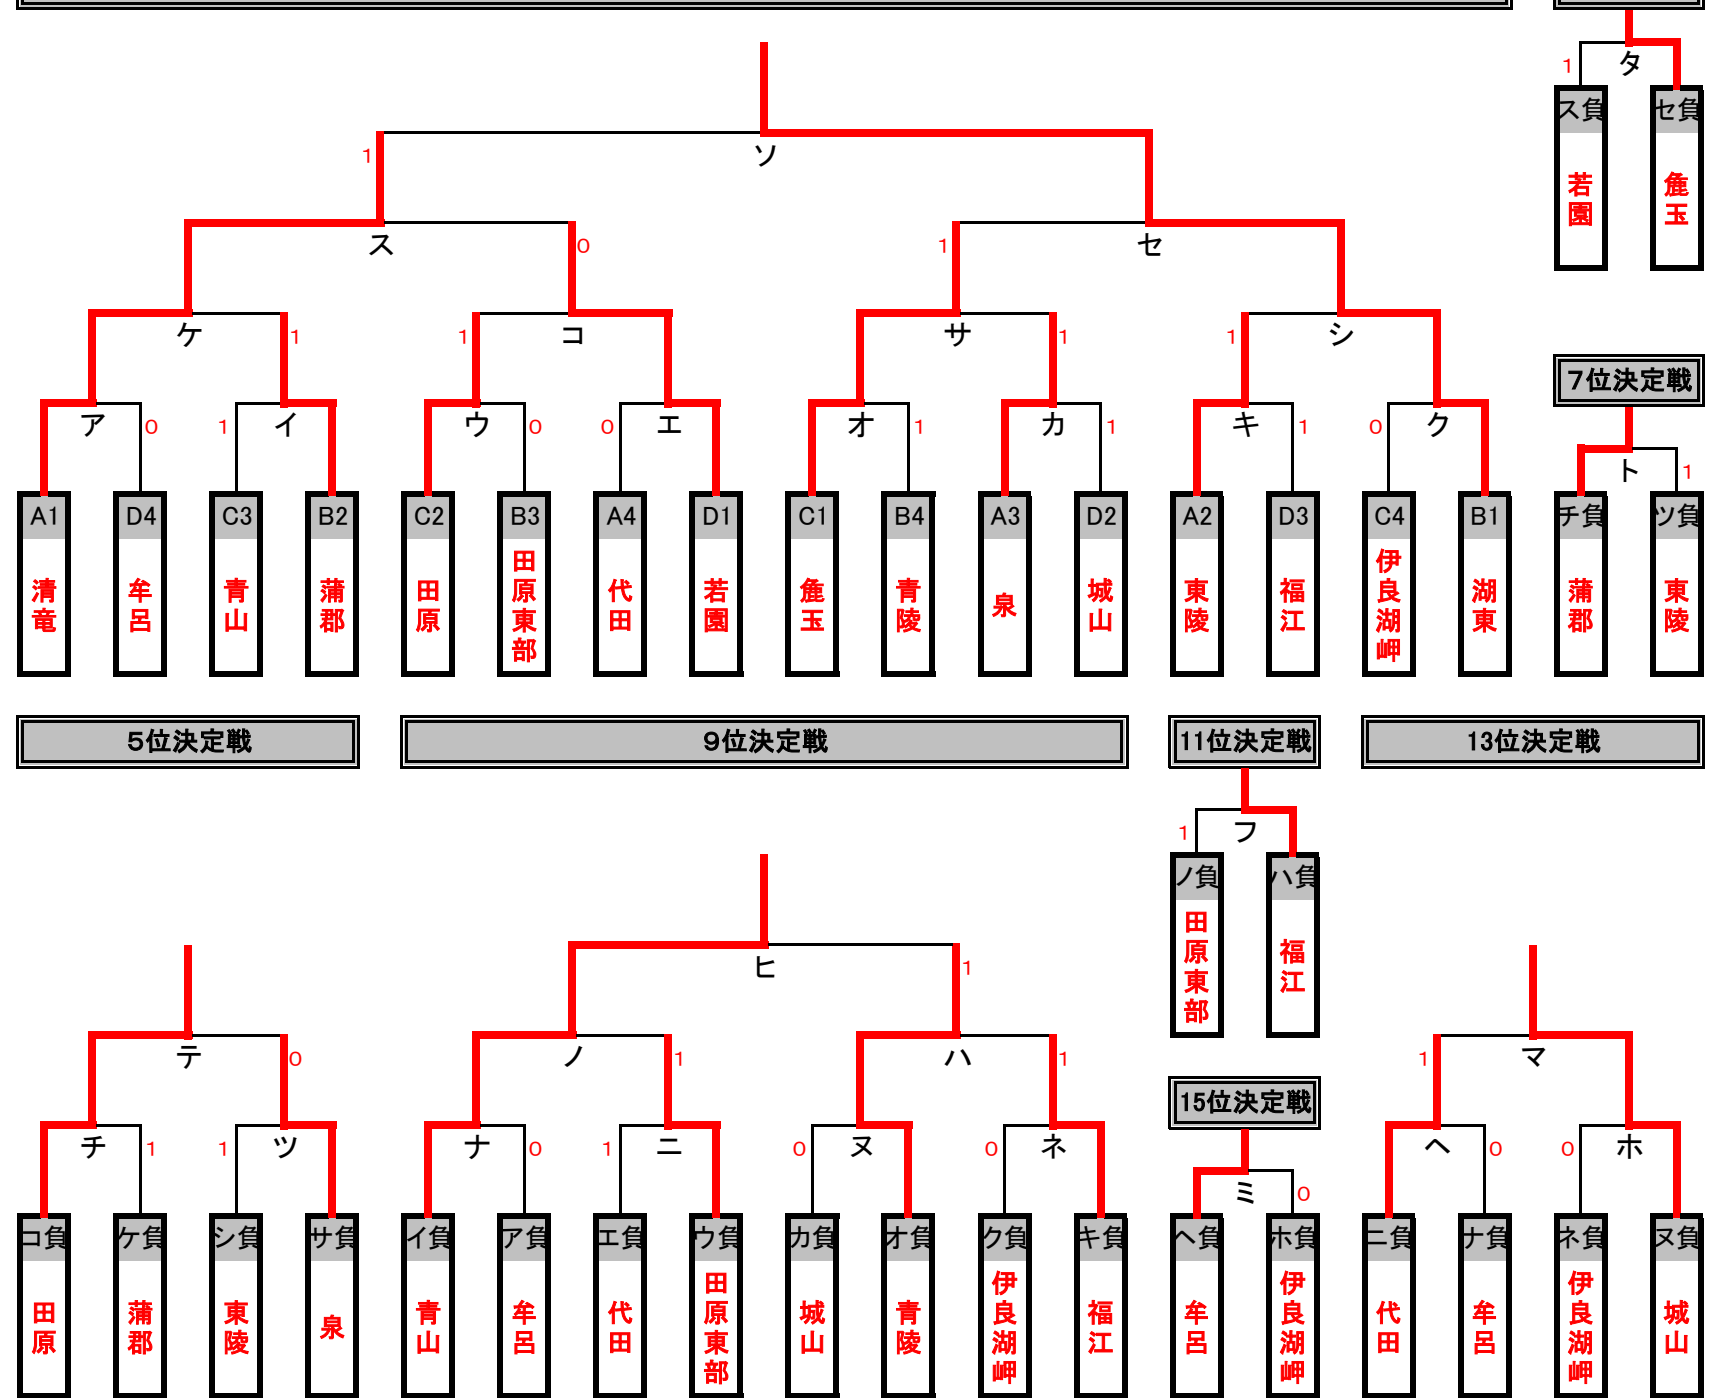 タ
1
ス負 セ負
若園 麁玉
ソ
1
ス セ
0 1
ケ コ サ シ
1 1 1 1
7位決定戦
ア イ ウ エ オ カ キ ク
0 1 0 0 1 1 1 0
ト
1
A1 D4 C3 B2 C2 B3 A4 D1 C1 B4 A3 D2 A2 D3 C4 B1 チ負 ツ負
清竜 牟呂 青山 蒲郡 田原 田原東部 代田 若園 麁玉 青陵 泉 城山 東陵 福江 伊良湖岬 湖東 蒲郡 東陵
5位決定戦 9位決定戦 11位決定戦 13位決定戦
フ
1
ノ負 ハ負
田原東部 福江
ヒ
1
テ ノ ハ マ
0 1 1 1
15位決定戦
チ ツ ナ ニ ヌ ネ ヘ ホ
1 1 0 1 0 0 0 0
ミ
0
コ負 ケ負 シ負 サ負 イ負 ア負 エ負 ウ負 カ負 オ負 ク負 キ負 ヘ負 ホ負 ニ負 ナ負 ネ負 ヌ負
田原 蒲郡 東陵 泉 青山 牟呂 代田 田原東部 城山 青陵 伊良湖岬 福江 牟呂 伊良湖岬 代田 牟呂 伊良湖岬 城山